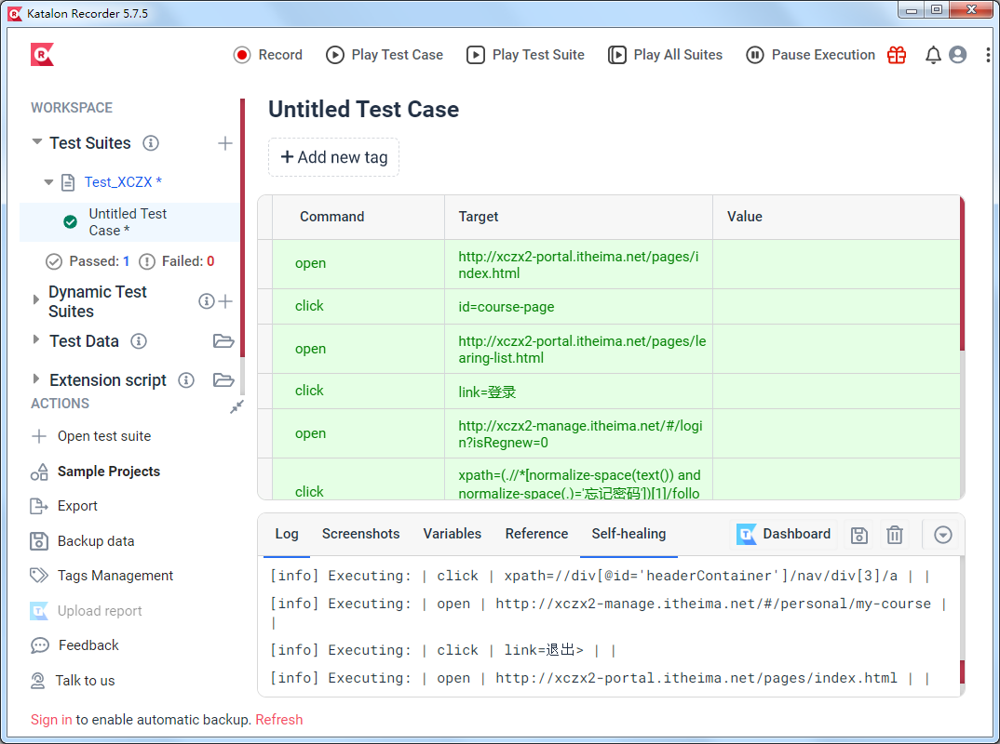 Katalon Recorder 5.7.5
Record
Play Test Case
Play Test Suite
Play All Suites
Pause Execution
WORKSPACE
Test Suites
Test_XCZX *
Untitled Test
Case *
Passed: 1
Failed: 0
Dynamic Test
Suites
Test Data
Extension script
ACTIONS
Open test suite
Sample Projects
Export
Backup data
Tags Management
Upload report
Feedback
Talk to us
Untitled Test Case
+ Add new tag
Command Target Value
open http://xczx2-portal.itheima.net/pages/i
ndex.html
click id=course-page
open http://xczx2-portal.itheima.net/pages/le
aring-list.html
click link=登录
open http://xczx2-manage.itheima.net/#/logi
n?isRegnew=0
click xpath=(.//*[normalize-space(text()) and
normalize-space(.)='忘记密码'])[1]/follo
Log Screenshots Variables Reference Self-healing Dashboard
[info] Executing: | click | xpath=//div[@id='headerContainer']/nav/div[3]/a | |
[info] Executing: | open | http://xczx2-manage.itheima.net/#/personal/my-course |
|
[info] Executing: | click | link=退出> | |
[info] Executing: | open | http://xczx2-portal.itheima.net/pages/index.html | |
Sign in to enable automatic backup. Refresh